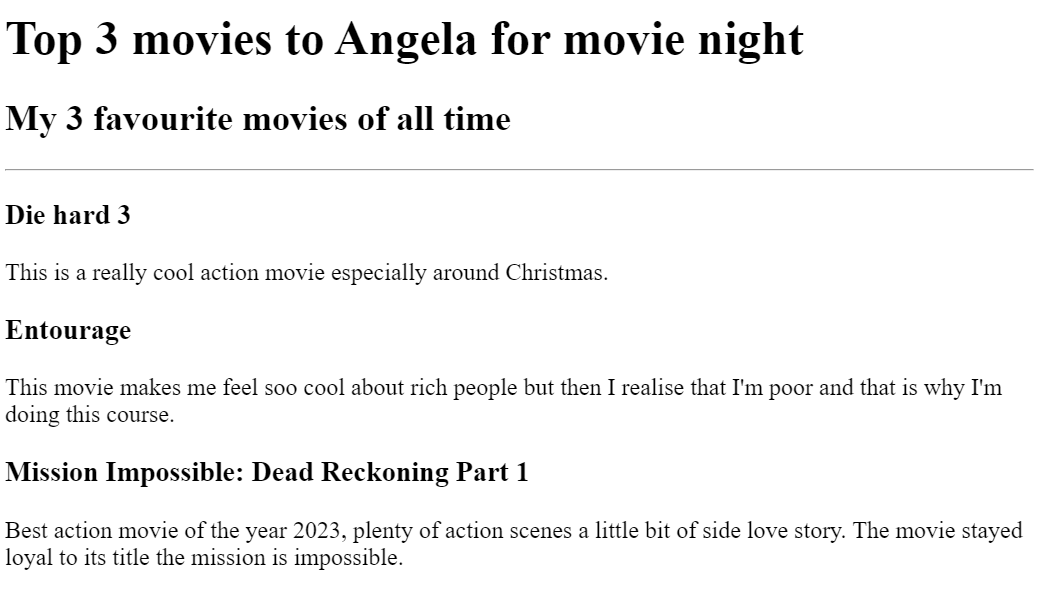 Top 3 movies to Angela for movie night
My 3 favourite movies of all time
Die hard 3
This is a really cool action movie especially around Christmas.
Entourage
This movie makes me feel soo cool about rich people but then I realise that I'm poor and that is why I'm
doing this course.
Mission Impossible: Dead Reckoning Part 1
Best action movie of the year 2023, plenty of action scenes a little bit of side love story. The movie stayed
loyal to its title the mission is impossible.